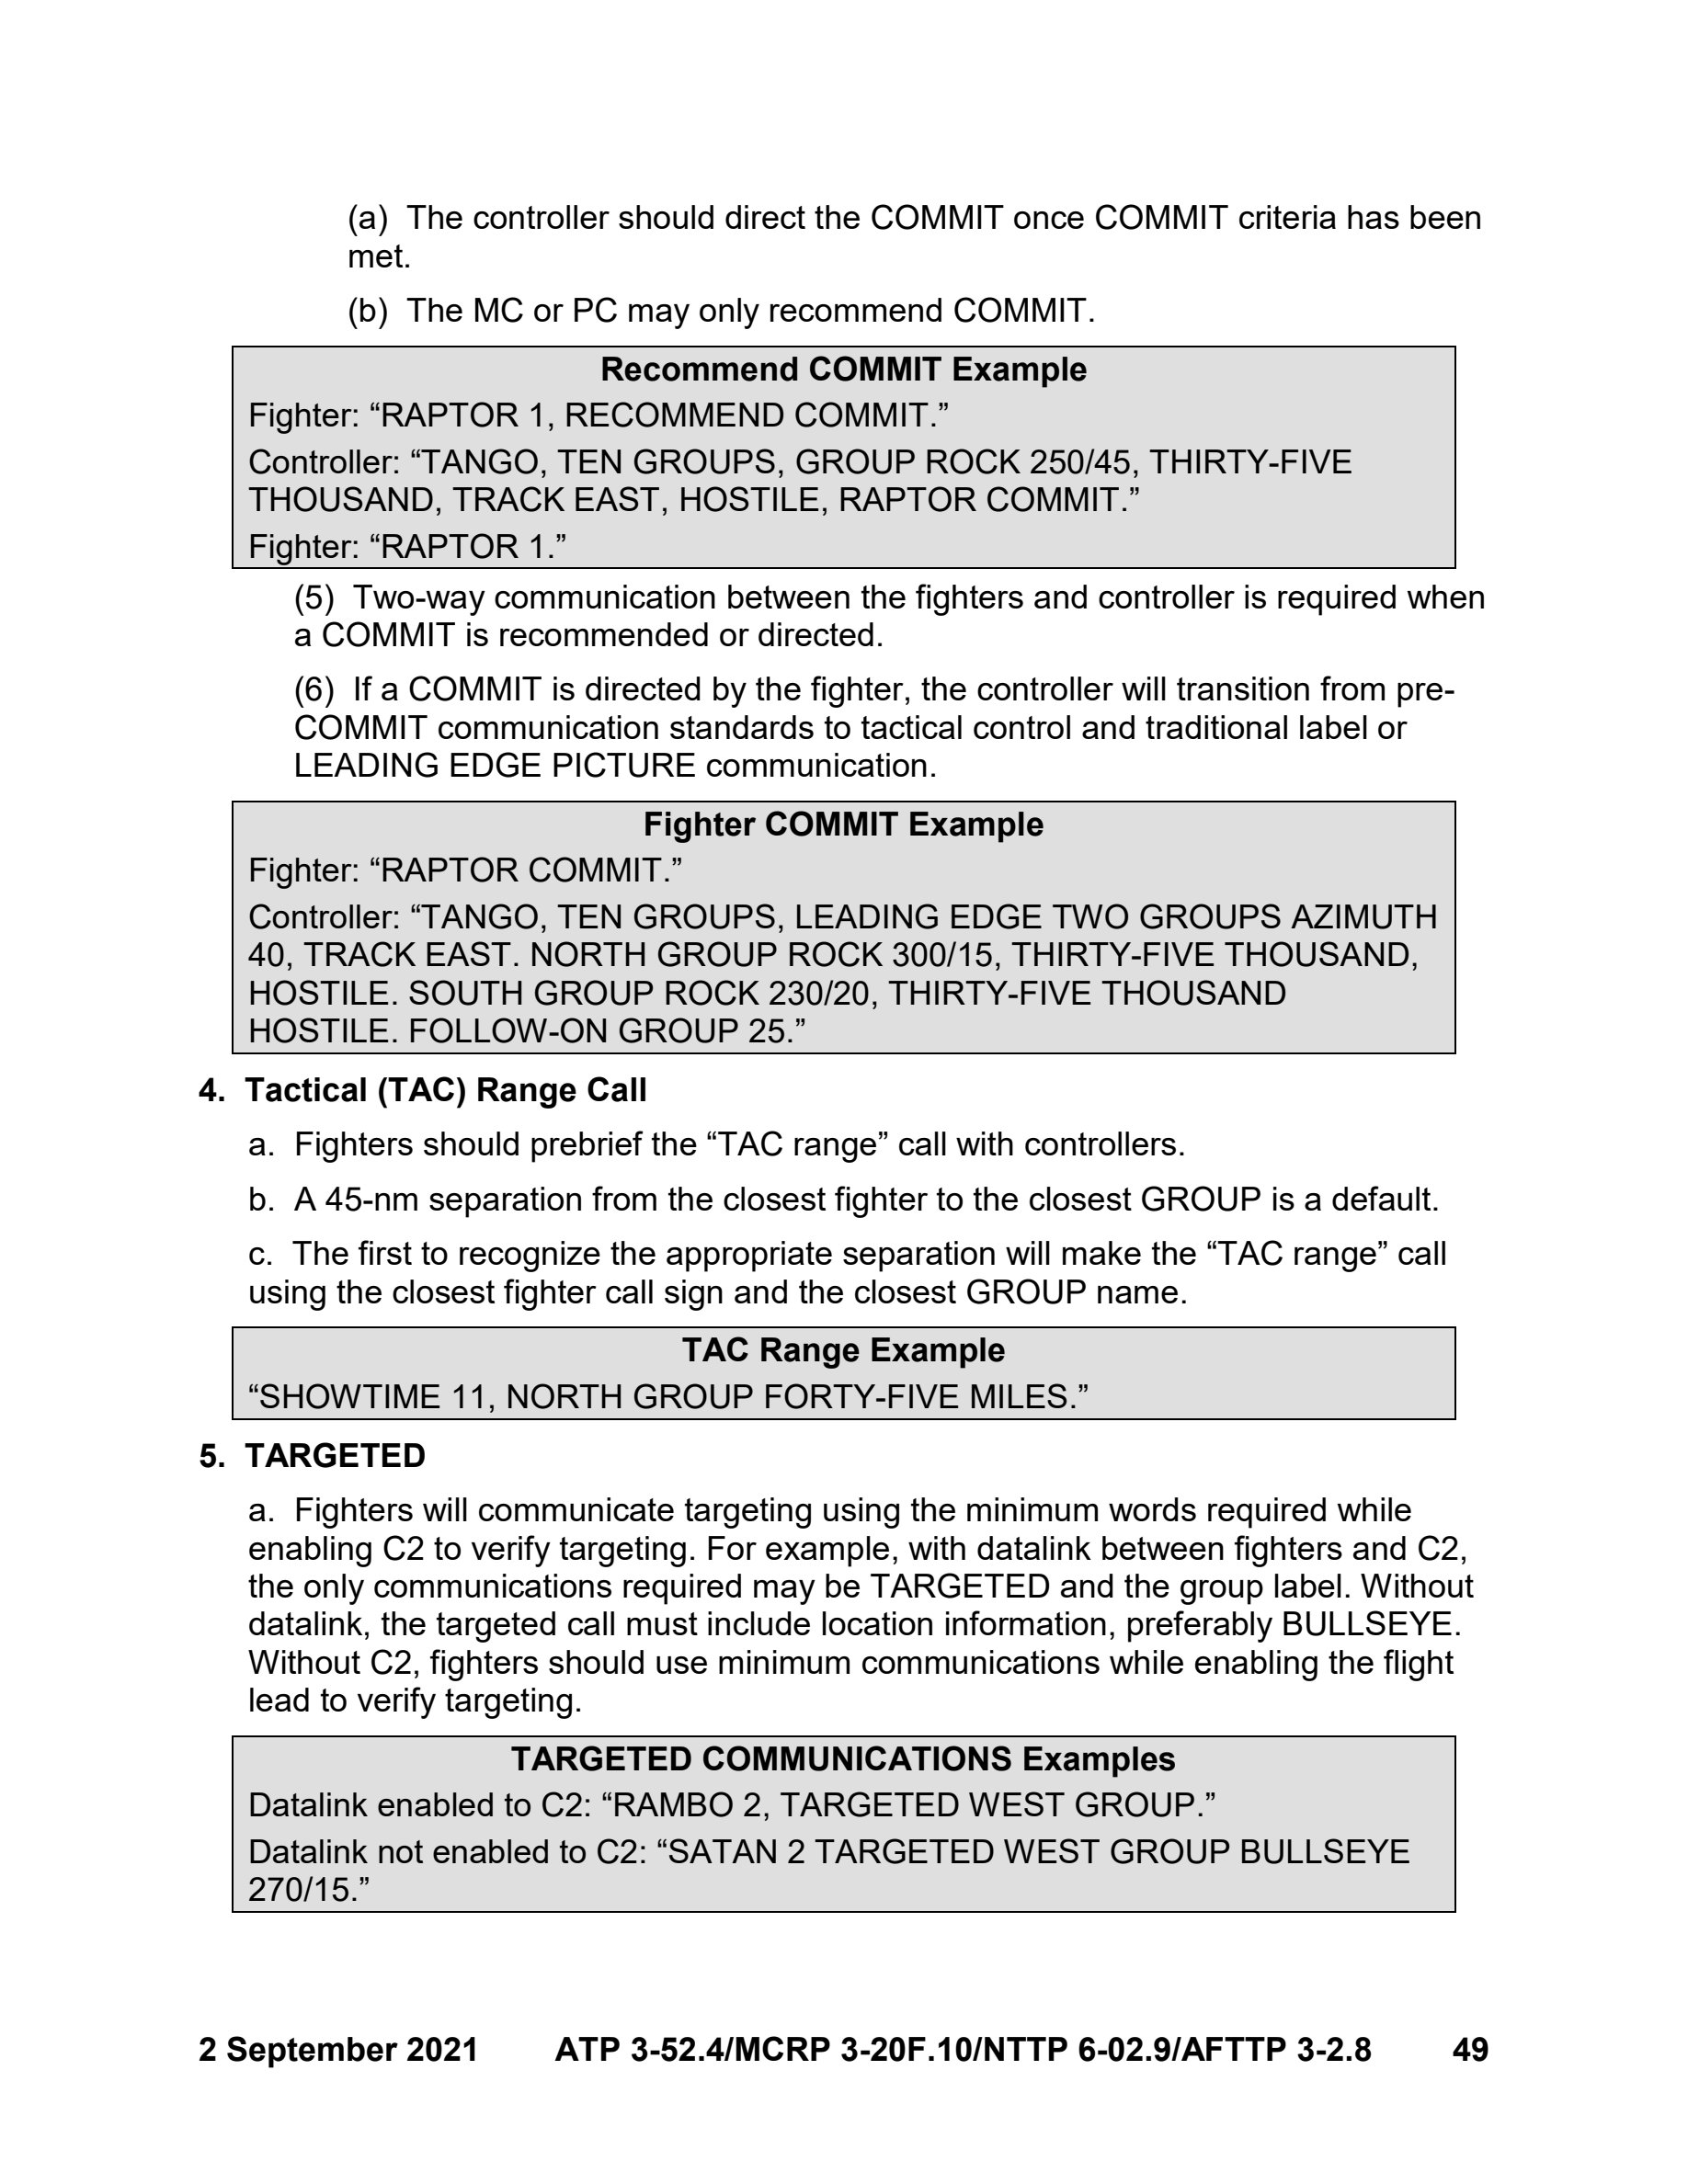 (a)  The controller should direct the COMMIT once COMMIT criteria has been
met.
(b)  The MC or PC may only recommend COMMIT.
Recommend COMMIT Example
Fighter: “RAPTOR 1, RECOMMEND COMMIT.”
Controller: “TANGO, TEN GROUPS, GROUP ROCK 250/45, THIRTY-FIVE
THOUSAND, TRACK EAST, HOSTILE, RAPTOR COMMIT.”
Fighter: “RAPTOR 1.”
(5)  Two-way communication between the fighters and controller is required when
a COMMIT is recommended or directed.
(6)  If a COMMIT is directed by the fighter, the controller will transition from pre-
COMMIT communication standards to tactical control and traditional label or
LEADING EDGE PICTURE communication.
Fighter COMMIT Example
Fighter: “RAPTOR COMMIT.”
Controller: “TANGO, TEN GROUPS, LEADING EDGE TWO GROUPS AZIMUTH
40, TRACK EAST. NORTH GROUP ROCK 300/15, THIRTY-FIVE THOUSAND,
HOSTILE. SOUTH GROUP ROCK 230/20, THIRTY-FIVE THOUSAND
HOSTILE. FOLLOW-ON GROUP 25.”
4.  Tactical (TAC) Range Call
a.  Fighters should prebrief the “TAC range” call with controllers.
b.  A 45-nm separation from the closest fighter to the closest GROUP is a default.
c.  The first to recognize the appropriate separation will make the “TAC range” call
using the closest fighter call sign and the closest GROUP name.
TAC Range Example
“SHOWTIME 11, NORTH GROUP FORTY-FIVE MILES.”
5.  TARGETED
a.  Fighters will communicate targeting using the minimum words required while
enabling C2 to verify targeting. For example, with datalink between fighters and C2,
the only communications required may be TARGETED and the group label. Without
datalink, the targeted call must include location information, preferably BULLSEYE.
Without C2, fighters should use minimum communications while enabling the flight
lead to verify targeting.
TARGETED COMMUNICATIONS Examples
Datalink enabled to C2: “RAMBO 2, TARGETED WEST GROUP.”
Datalink not enabled to C2: “SATAN 2 TARGETED WEST GROUP BULLSEYE
270/15.”
2 September 2021 ATP 3-52.4/MCRP 3-20F.10/NTTP 6-02.9/AFTTP 3-2.8 49